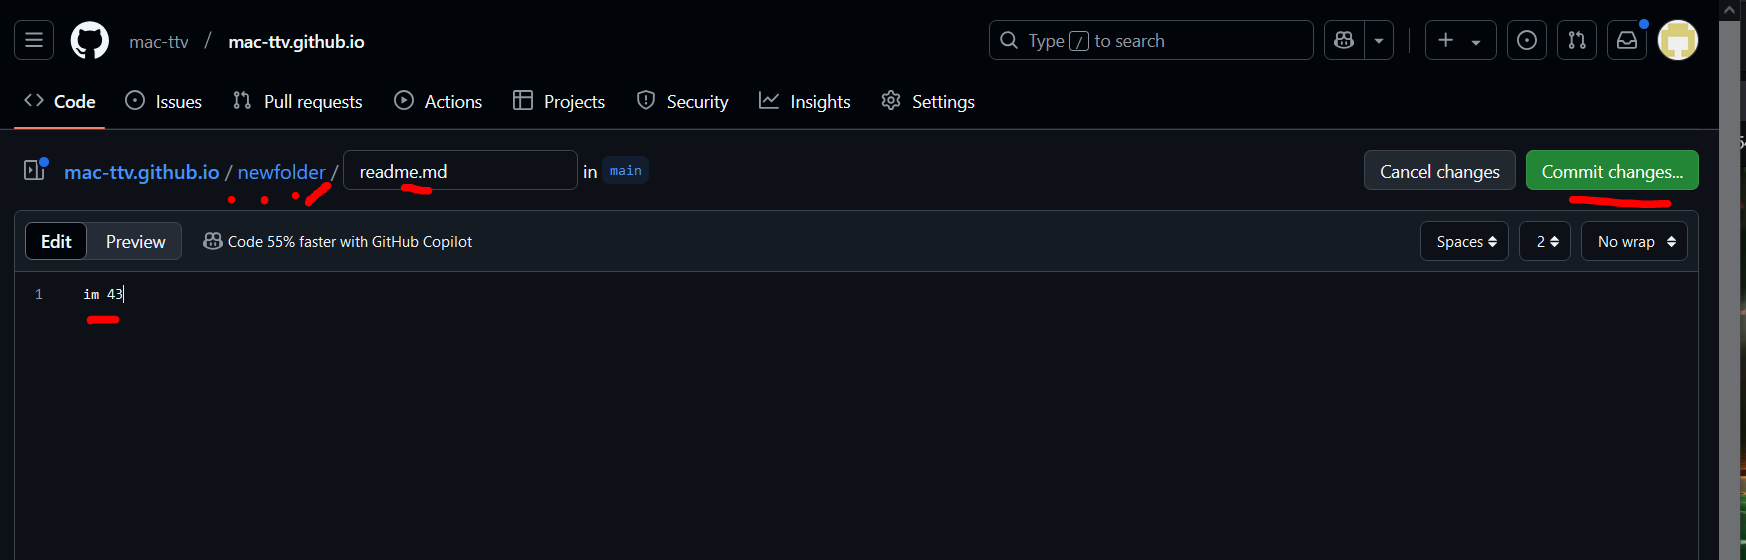 mac-ttv / mac-ttv.github.io Type / to search
Code Issues Pull requests Actions Projects Security Insights Settings
mac-ttv.github.io / newfolder / readme.md in main Cancel changes Commit changes...
Edit Preview Code 55% faster with GitHub Copilot Spaces 2 No wrap
1 im 43